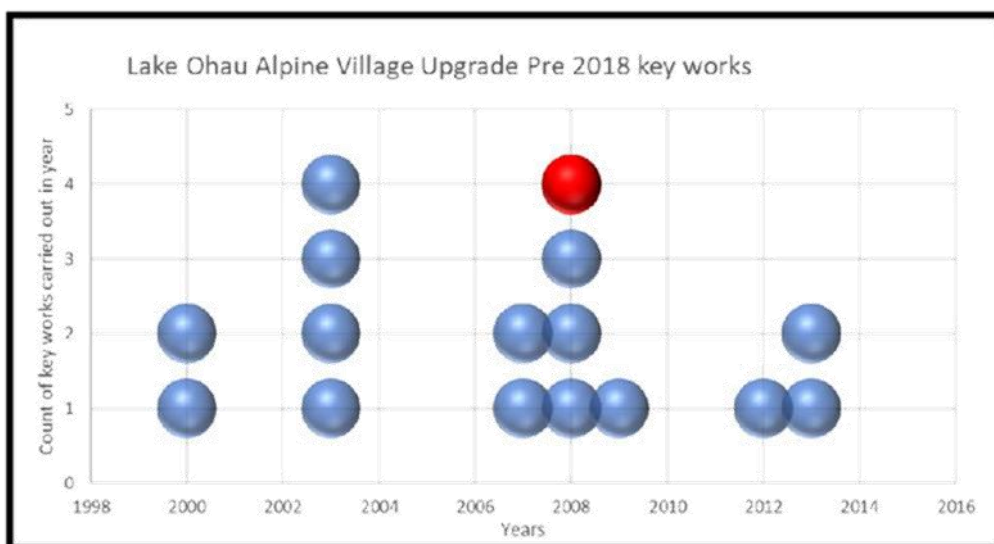 Lake Ohau Alpine Village Upgrade Pre 2018 key works
Count of key works carried out in year
5
4
3
2
1
0
1998 2000 2002 2004 2006 2008 2010 2012 2014 2016
Years